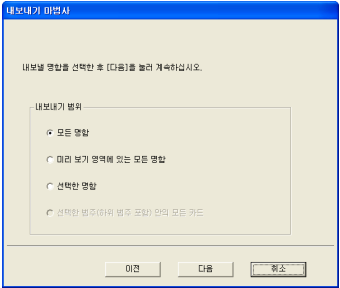 내보내기 마법사
내보낼 명함를 선택한 후 [다음]을 눌러 계속하십시오.
내보내기 범위
모든 명함
미리 보기 영역에 있는 모든 명함
선택한 명함
선택한 범주(하위 범주 포함) 안의 모든 카드
이전 다음 취소